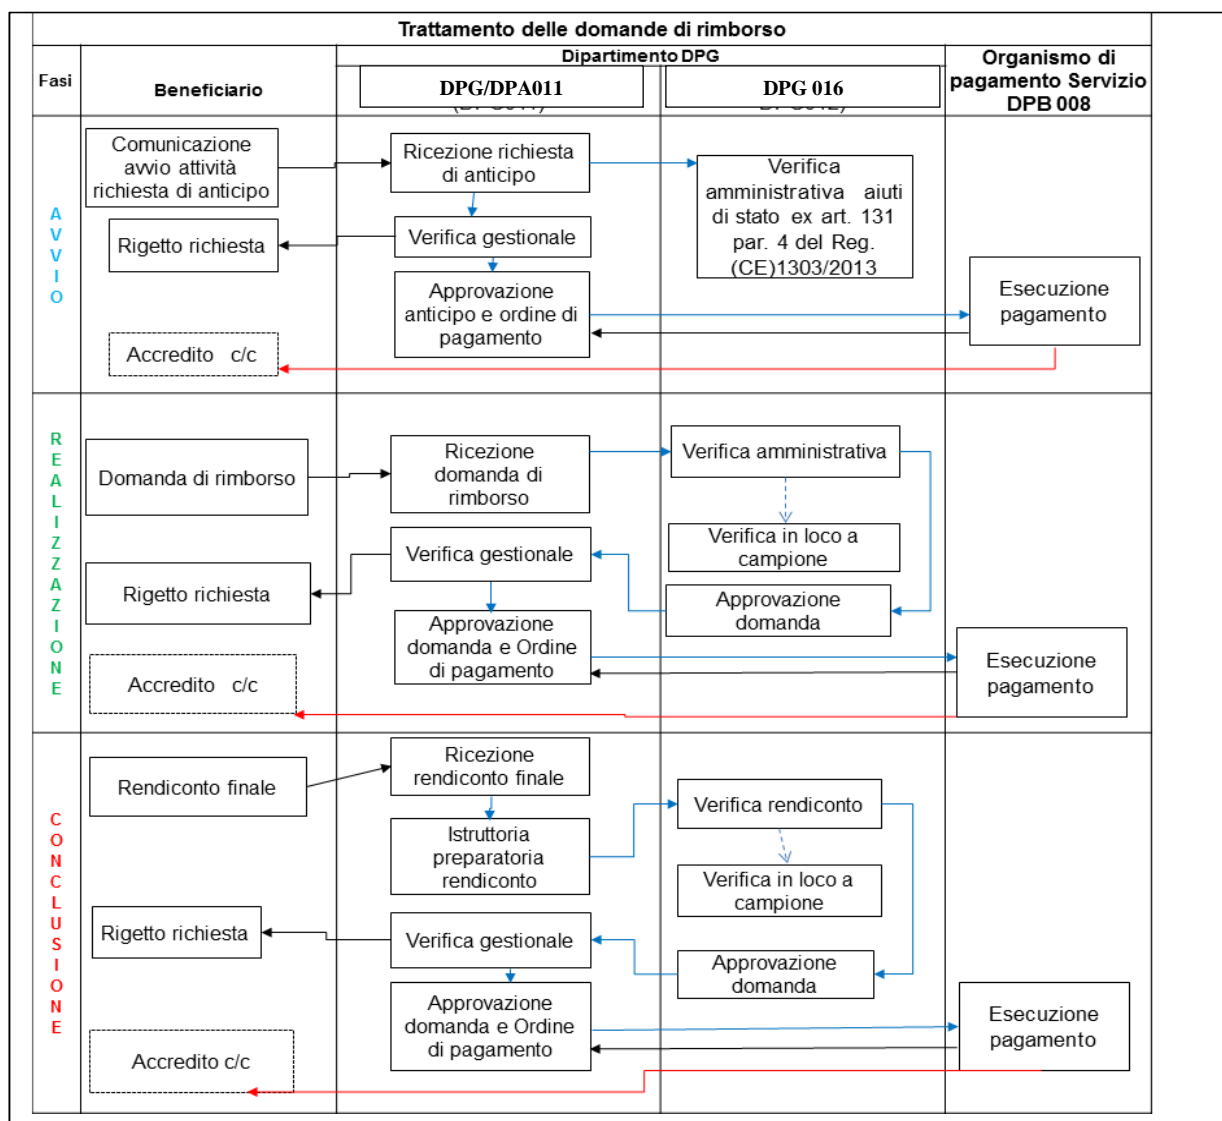 Trattamento delle domande di rimborso
Fasi
Beneficiario
Dipartimento DPG
DPG/DPA011
DPG 016
Organismo di
pagamento Servizio
DPB 008
AVVIO
Comunicazione
avvio attività
richiesta di anticipo
Ricezione richiesta
di anticipo
Verifica
amministrativa aiuti
di stato ex art. 131
par. 4 del Reg.
(CE)1303/2013
Rigetto richiesta
Verifica gestionale
Approvazione
anticipo e ordine di
pagamento
Esecuzione
pagamento
Accredito c/c
REALIZZAZIONE
Domanda di rimborso
Ricezione
domanda di
rimborso
Verifica amministrativa
Verifica in loco a
campione
Verifica gestionale
Rigetto richiesta
Approvazione
domanda
Approvazione
domanda e Ordine
di pagamento
Esecuzione
pagamento
Accredito c/c
CONCLUSIONE
Rendiconto finale
Ricezione
rendiconto finale
Verifica rendiconto
Istruttoria
preparatoria
rendiconto
Verifica in loco a
campione
Rigetto richiesta
Verifica gestionale
Approvazione
domanda
Approvazione
domanda e Ordine
di pagamento
Esecuzione
pagamento
Accredito c/c